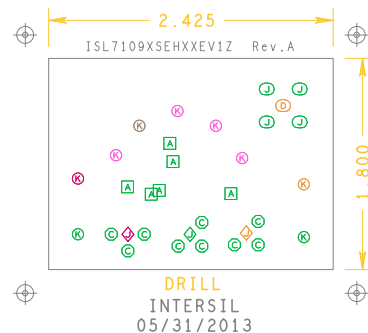 2.425
ISL7109XSEHXXEV1Z Rev.A
J J
D
K
K J J
K K
A
K A K
K A K
A A A
C C
K C J C J C J K
C C C C
1.800
DRILL
INTERSIL
05/31/2013